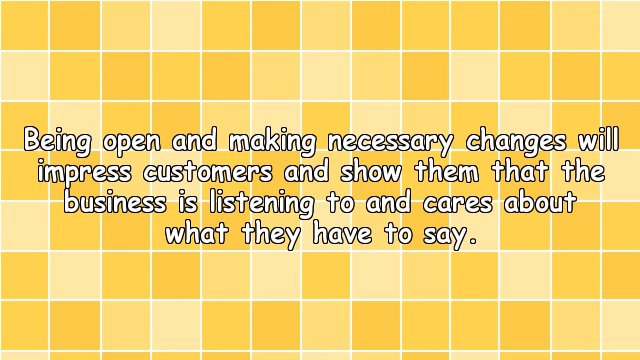 Being open and making necessary changes will
impress customers and show them that the
business is listening to and cares about
what they have to say.